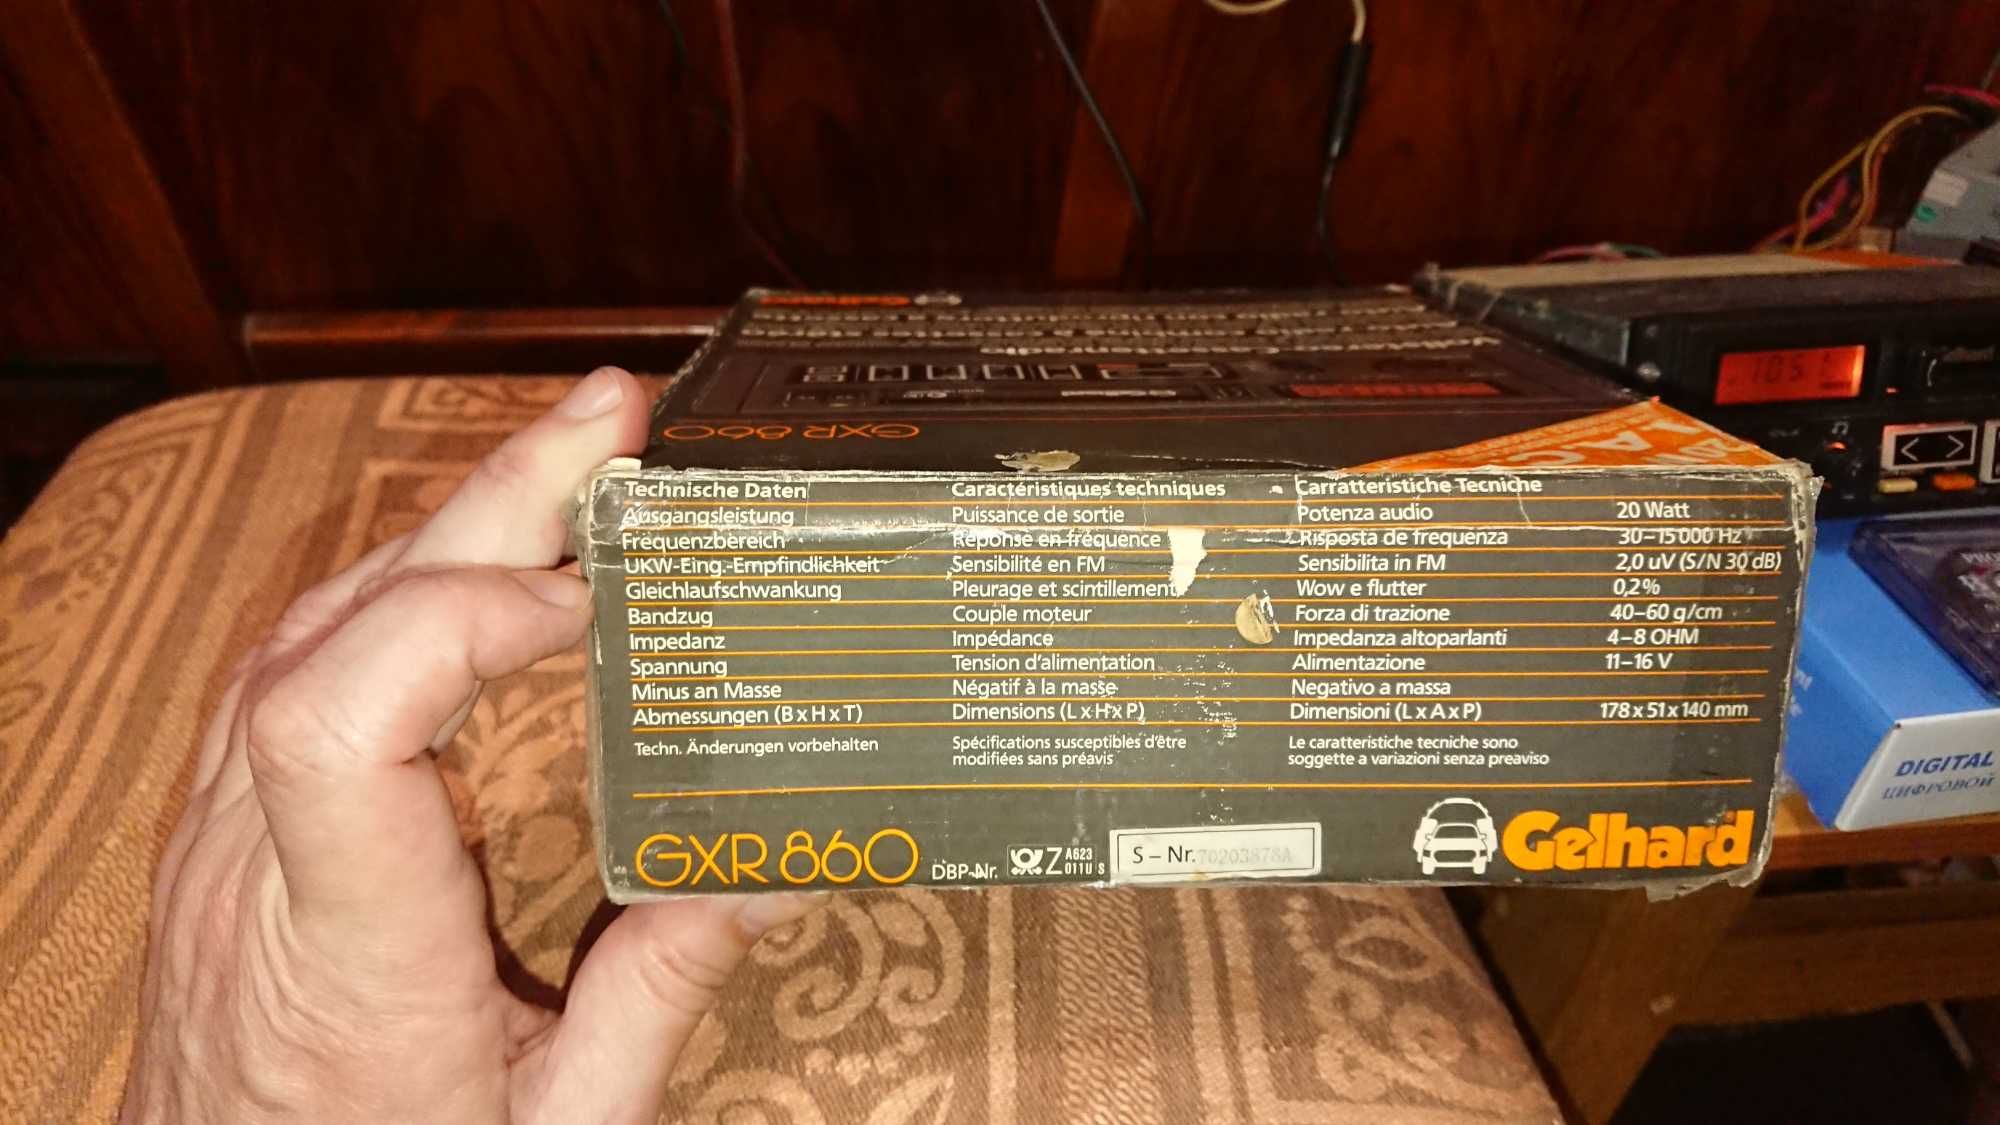 GXR 860
Technische Daten Caractéristiques techniques Carratteristiche Tecniche
Ausgangsleistung Puissance de sortie Potenza audio 20 Watt
Frequenzbereich Réponse en fréquence Risposta de frequenza 30–15'000 Hz
UKW-Eing.-Empfindlichkeit Sensibilité en FM Sensibilita in FM 2,0 uV (S/N 30 dB)
Gleichlaufschwankung Pleurage et scintillement Wow e flutter 0,2%
Bandzug Couple moteur Forza di trazione 40–60 g/cm
Impedanz Impédance Impedanza altoparlanti 4–8 OHM
Spannung Tension d'alimentation Alimentazione 11–16 V
Minus an Masse Négatif à la masse Negativo a massa
Abmessungen (B x H x T) Dimensions (L x H x P) Dimensioni (L x A x P) 178 x 51 x 140 mm
Techn. Änderungen vorbehalten Spécifications susceptibles d'être Le caratteristiche tecniche sono
modifiées sans préavis soggette a variazioni senza preaviso
GXR 860 DBP-Nr. Z A623 011U S S – Nr. 70203878A Gelhard
DIGITAL
ЦИФРОВОЙ